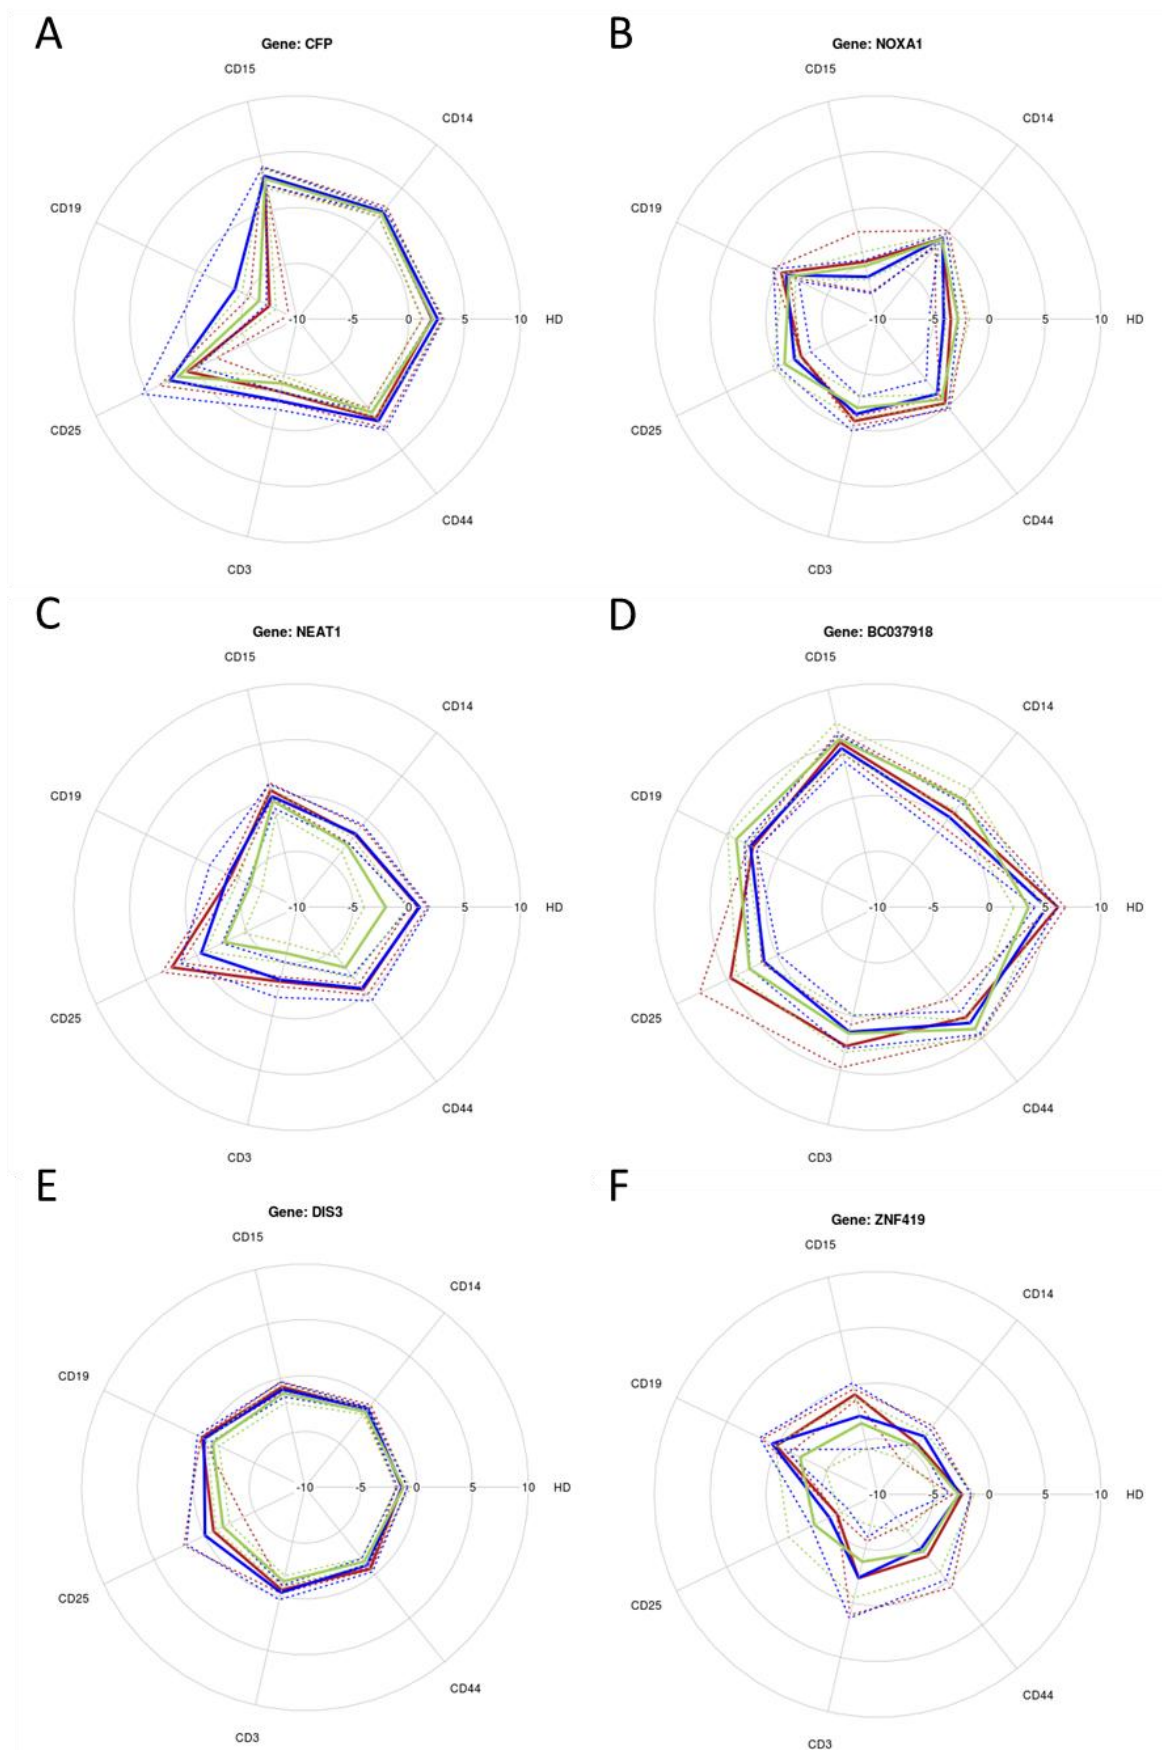 A
Gene: CFP
CD15
CD14
CD19
-10 -5 0 5 10 HD
CD25
CD44
CD3
B
Gene: NOXA1
CD15
CD14
CD19
-10 -5 0 5 10 HD
CD25
CD44
CD3
C
Gene: NEAT1
CD15
CD14
CD19
-10 -5 0 5 10 HD
CD25
CD44
CD3
D
Gene: BC037918
CD15
CD14
CD19
-10 -5 0 5 10 HD
CD25
CD44
CD3
E
Gene: DIS3
CD15
CD14
CD19
-10 -5 0 5 10 HD
CD25
CD44
CD3
F
Gene: ZNF419
CD15
CD14
CD19
-10 -5 0 5 10 HD
CD25
CD44
CD3